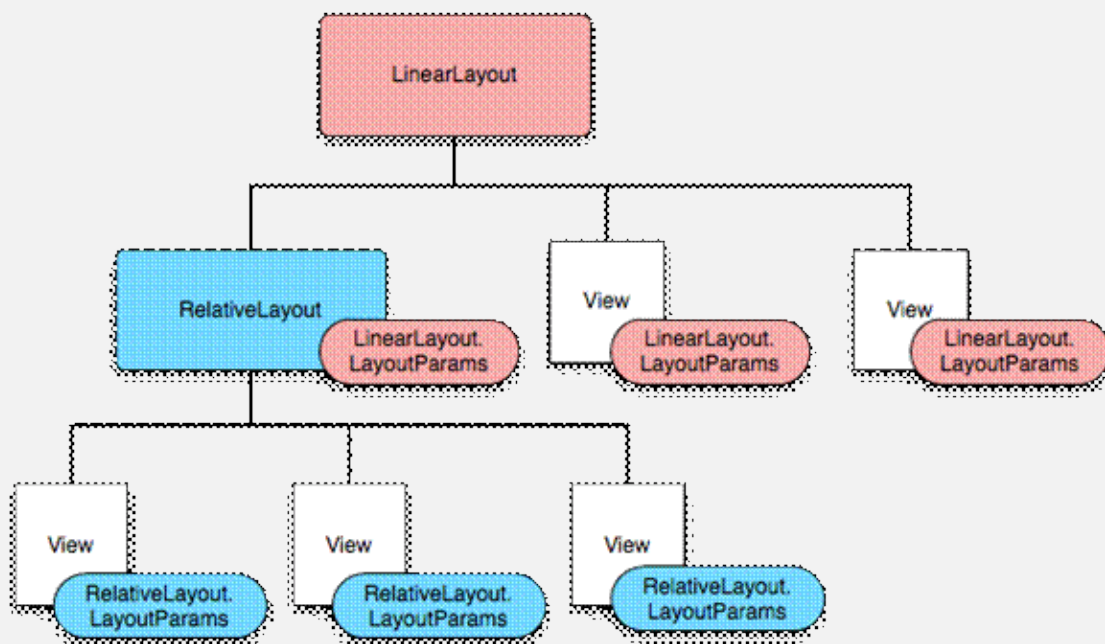 LinearLayout
RelativeLayout
LinearLayout.
LayoutParams
View
LinearLayout.
LayoutParams
View
LinearLayout.
LayoutParams
View
RelativeLayout.
LayoutParams
View
RelativeLayout.
LayoutParams
View
RelativeLayout.
LayoutParams